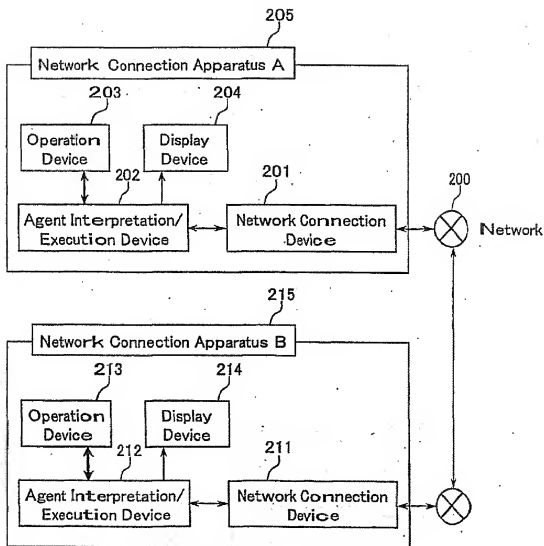 205
Network Connection Apparatus A
203
204
Operation
Device
Display
Device
202
201
200
Agent Interpretation/
Execution Device
Network Connection
Device
Network
215
Network Connection Apparatus B
213
214
Operation
Device
Display
Device
212
211
Agent Interpretation/
Execution Device
Network Connection
Device